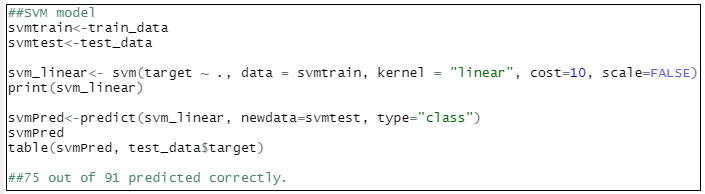 ##SVM model
svmtrain<-train_data
svmtest<-test_data
svm_linear<- svm(target ~ ., data = svmtrain, kernel = "linear", cost=10, scale=FALSE)
print(svm_linear)
svmPred<-predict(svm_linear, newdata=svmtest, type="class")
svmPred
table(svmPred, test_data$target)
##75 out of 91 predicted correctly.